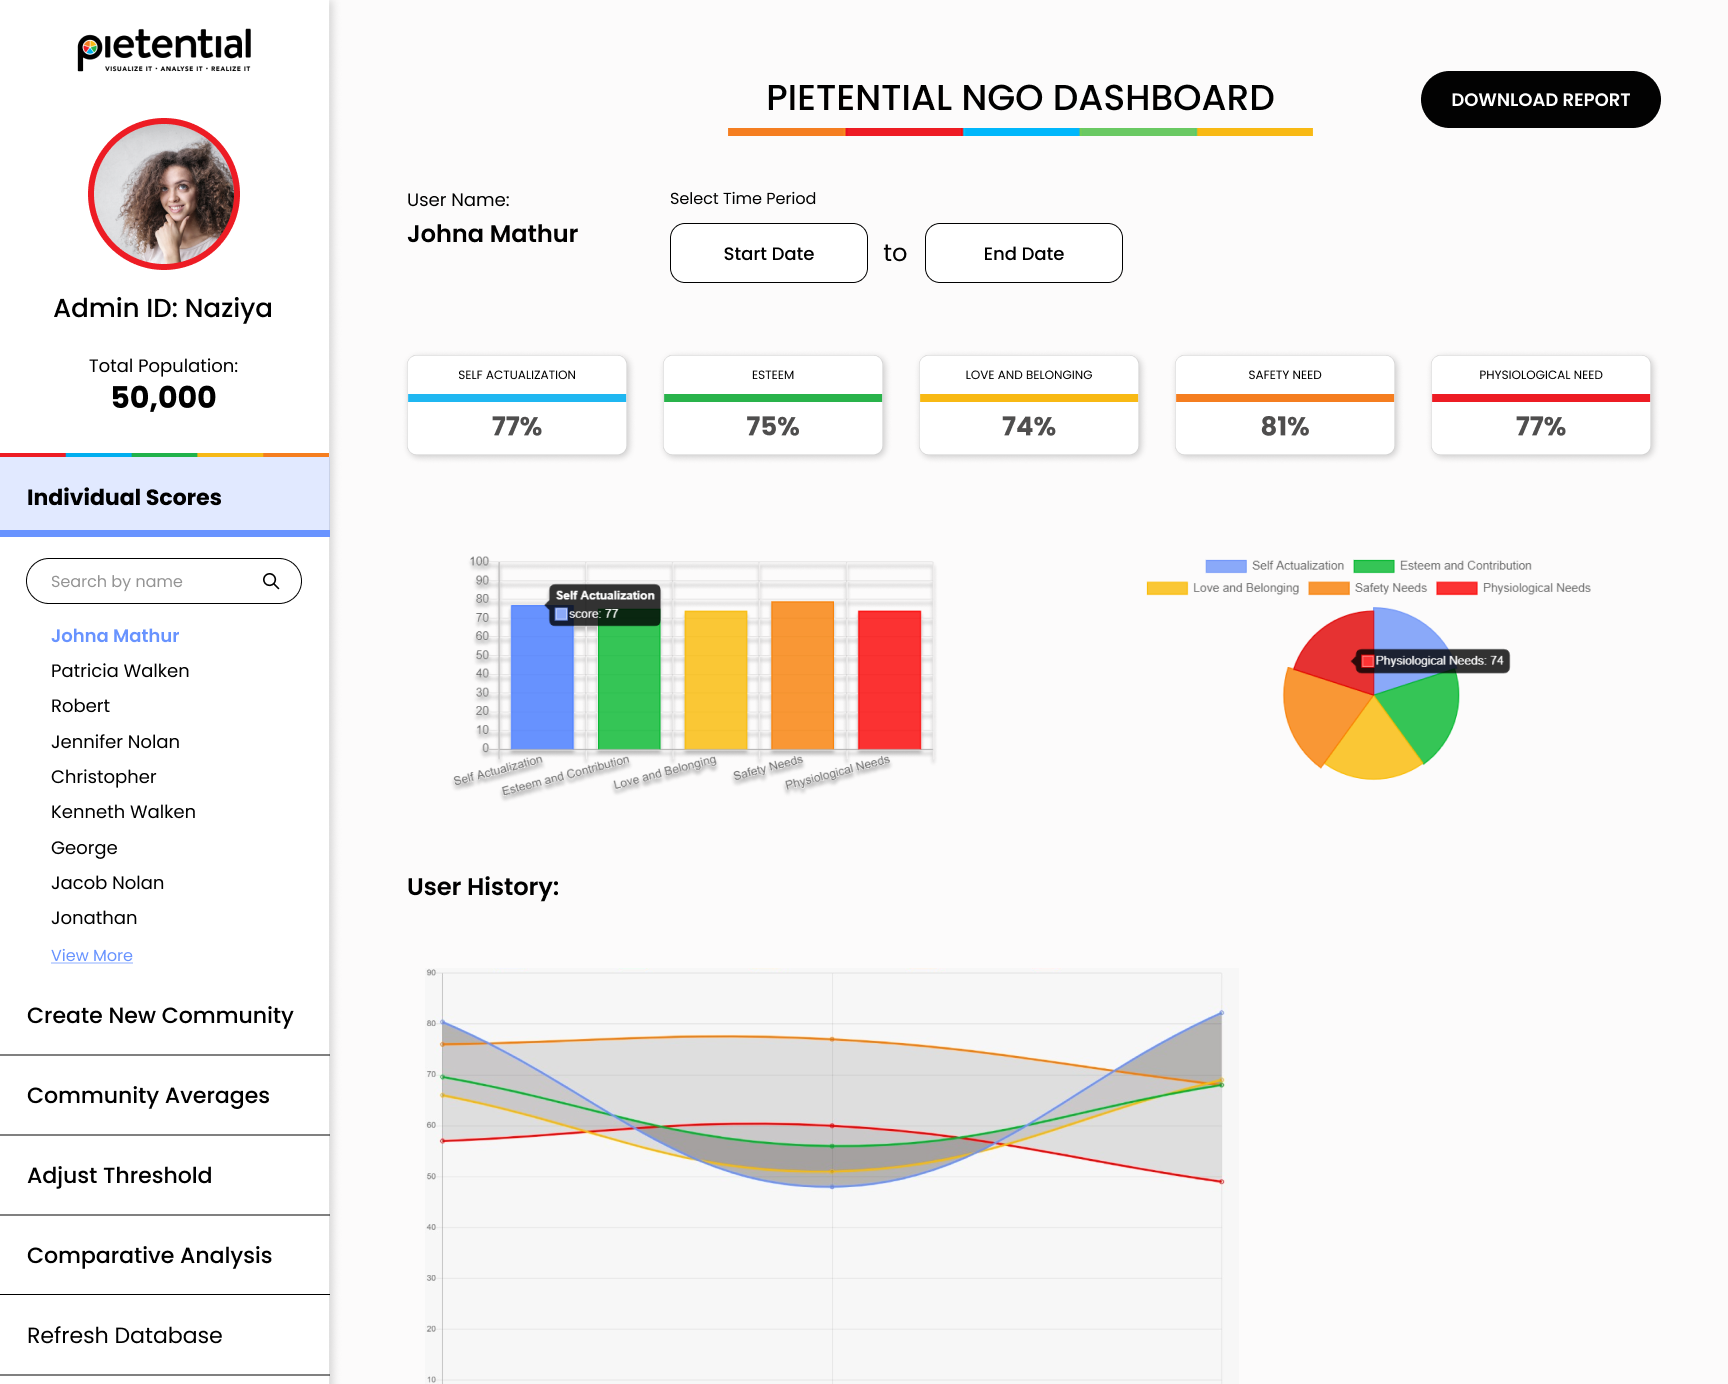 pietential
VISUALIZE IT • ANALYSE IT • REALIZE IT
Admin ID: Naziya
Total Population:
50,000
Individual Scores
Search by name
Johna Mathur
Patricia Walken
Robert
Jennifer Nolan
Christopher
Kenneth Walken
George
Jacob Nolan
Jonathan
View More
Create New Community
Community Averages
Adjust Threshold
Comparative Analysis
Refresh Database
PIETENTIAL NGO DASHBOARD
DOWNLOAD REPORT
User Name:
Johna Mathur
Select Time Period
Start Date to End Date
SELF ACTUALIZATION
77%
ESTEEM
75%
LOVE AND BELONGING
74%
SAFETY NEED
81%
PHYSIOLOGICAL NEED
77%
100
90
80
70
60
50
40
30
20
10
0
Self Actualization
score: 77
Self Actualization
Esteem and Contribution
Love and Belonging
Safety Needs
Physiological Needs
Self Actualization Esteem and Contribution
Love and Belonging Safety Needs Physiological Needs
Physiological Needs: 74
User History:
90
80
70
60
50
40
30
20
10